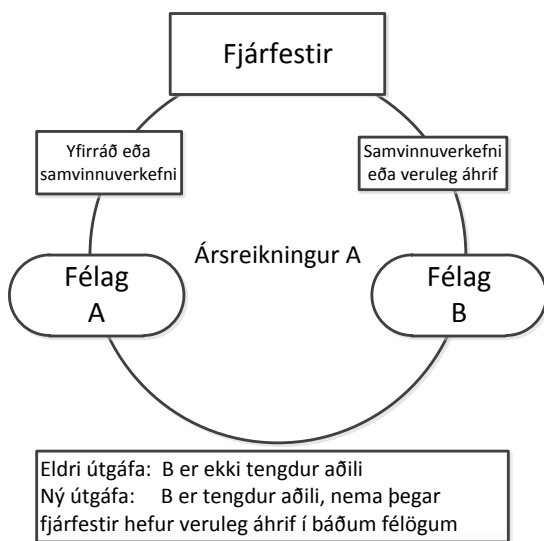 Fjárfestir
Yfirráð eða
samvinnuverkefni
Samvinnuverkefni
eða veruleg áhrif
Ársreikningur A
Félag
A
Félag
B
Eldri útgáfa: B er ekki tengdur aðili
Ný útgáfa: B er tengdur aðili, nema þegar
fjárfestir hefur veruleg áhrif í báðum félögum